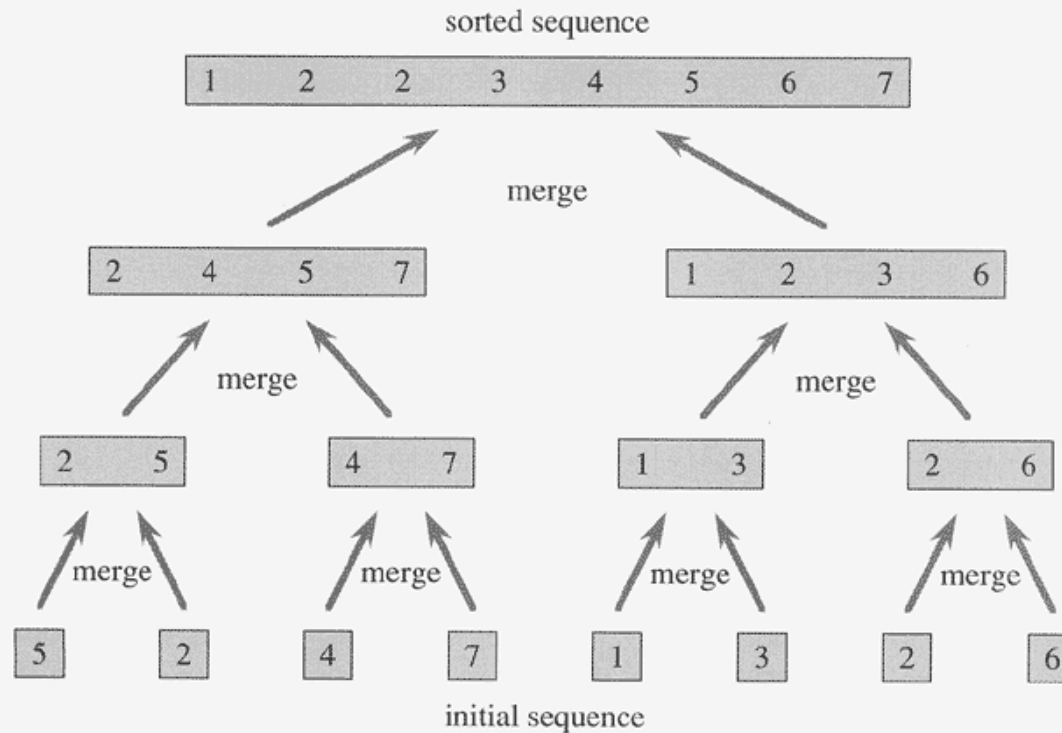 sorted sequence
1 2 2 3 4 5 6 7
merge
2 4 5 7 1 2 3 6
merge merge
2 5 4 7 1 3 2 6
merge merge merge merge
5 2 4 7 1 3 2 6
initial sequence